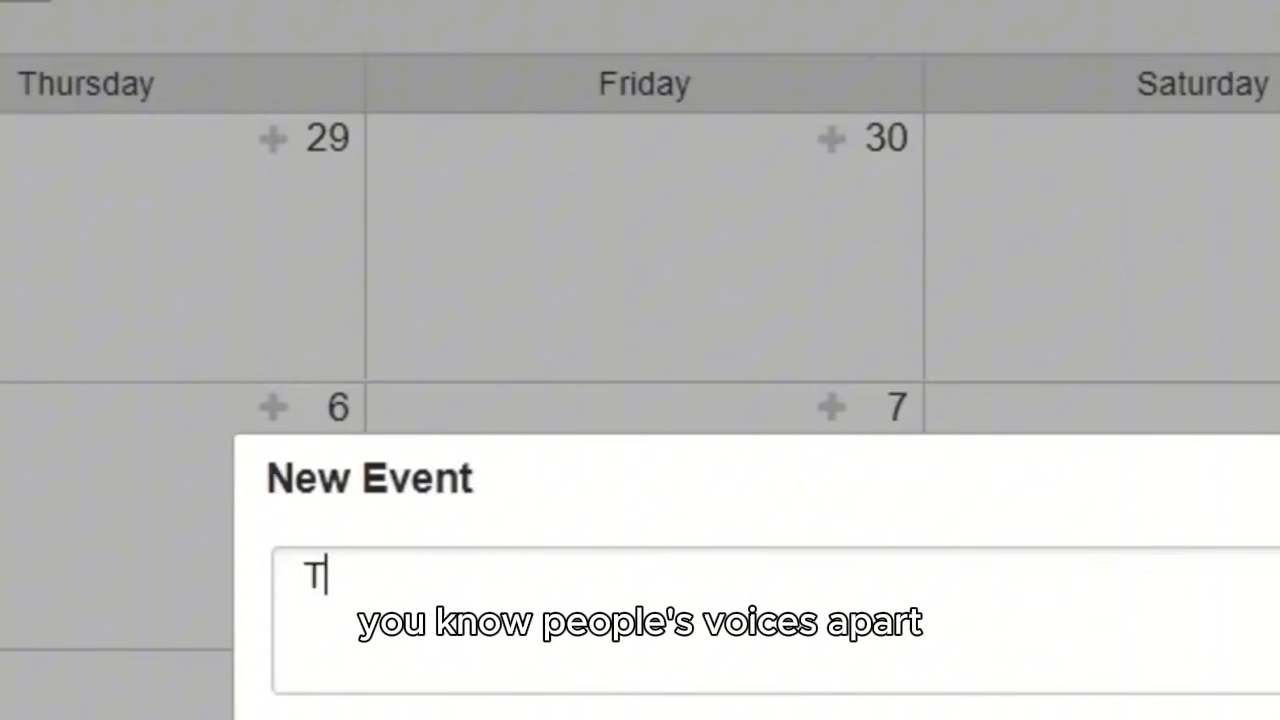 Thursday Friday Saturday
29 30
6 7
New Event
T
you know people's voices apart